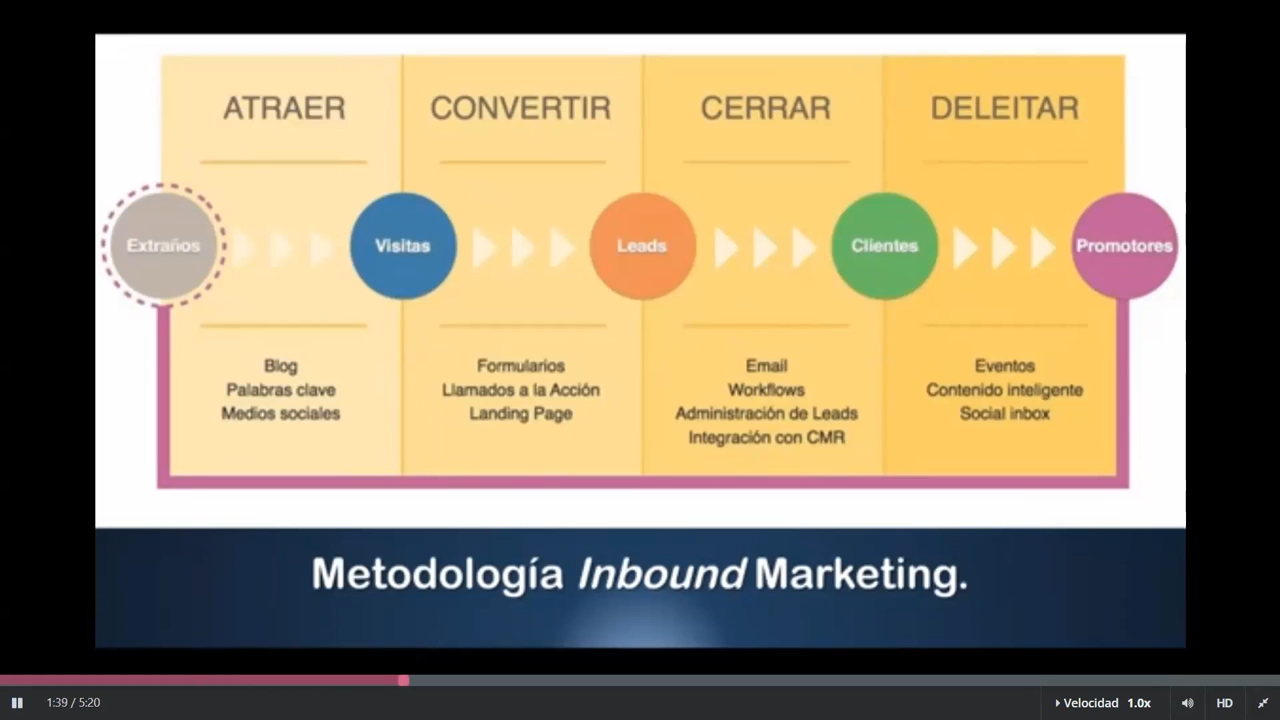 ATRAER
CONVERTIR
CERRAR
DELEITAR
Extraños
Visitas
Leads
Clientes
Promotores
Blog
Palabras clave
Medios sociales
Formularios
Llamados a la Acción
Landing Page
Email
Workflows
Administración de Leads
Integración con CMR
Eventos
Contenido inteligente
Social inbox
Metodología Inbound Marketing.
1:39 / 5:20
Velocidad 1.0x
HD